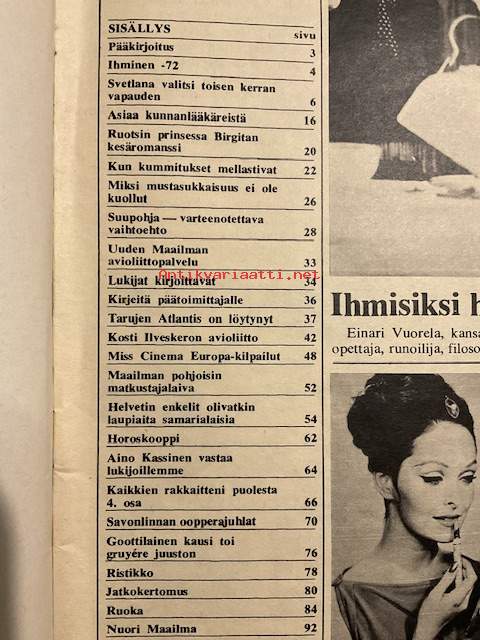 SISÄLLYS sivu
Pääkirjoitus 3
Ihminen -72 4
Svetlana valitsi toisen kerran
vapauden 6
Asiaa kunnanlääkäreistä 16
Ruotsin prinsessa Birgitan
kesäromanssi 20
Kun kummitukset mellastivat 22
Miksi mustasukkaisuus ei ole
kuollut 26
Suupohja — varteenotettava
vaihtoehto 28
Uuden Maailman
avioliittopalvelu 33
Lukijat kirjoittavat 34
Kirjeitä päätoimittajalle 36
Tarujen Atlantis on löytynyt 37
Kosti Ilveskeron avioliitto 42
Miss Cinema Europa-kilpailut 48
Maailman pohjoisin
matkustajalaiva 52
Helvetin enkelit olivatkin
laupiaita samarialaisia 54
Horoskooppi 62
Aino Kassinen vastaa
lukijoillemme 64
Kaikkien rakkaitteni puolesta
4. osa 66
Savonlinnan oopperajuhlat 70
Goottilainen kausi toi
gruyére juuston 76
Ristikko 78
Jatkokertomus 80
Ruoka 84
Nuori Maailma 92
Antikvariaatti.net
Ihmisiksi h
Einari Vuorela, kansa
opettaja, runoilija, filoso